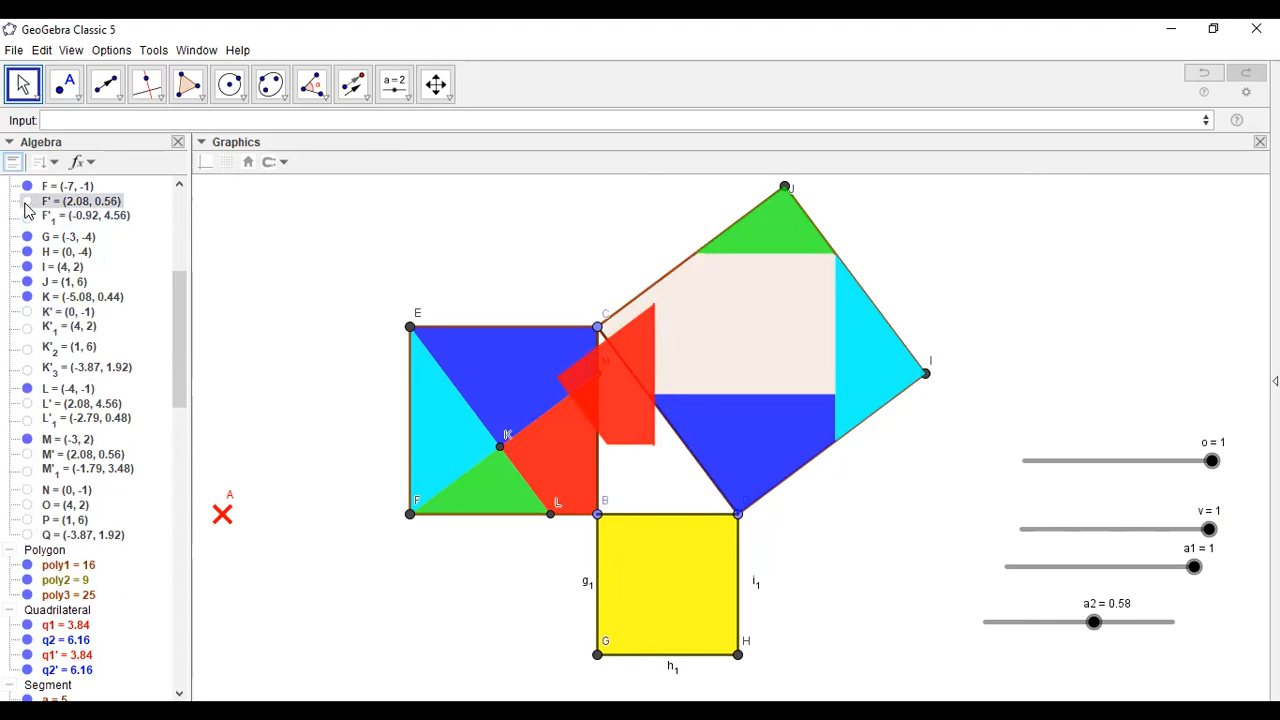 GeoGebra Classic 5
File Edit View Options Tools Window Help
A
α
a = 2
Input:
Algebra
Graphics
fx
F = (-7, -1)
F' = (2.08, 0.56)
F'1 = (-0.92, 4.56)
G = (-3, -4)
H = (0, -4)
I = (4, 2)
J = (1, 6)
K = (-5.08, 0.44)
K' = (0, -1)
K'1 = (4, 2)
K'2 = (1, 6)
K'3 = (-3.87, 1.92)
L = (-4, -1)
L' = (2.08, 4.56)
L'1 = (-2.79, 0.48)
M = (-3, 2)
M' = (2.08, 0.56)
M'1 = (-1.79, 3.48)
N = (0, -1)
O = (4, 2)
P = (1, 6)
Q = (-3.87, 1.92)
Polygon
poly1 = 16
poly2 = 9
poly3 = 25
Quadrilateral
q1 = 3.84
q2 = 6.16
q1' = 3.84
q2' = 6.16
Segment
a = 5
J
E
C
M
I
K
F
L
B
D
A
g1
i1
G
H
h1
o = 1
v = 1
a1 = 1
a2 = 0.58